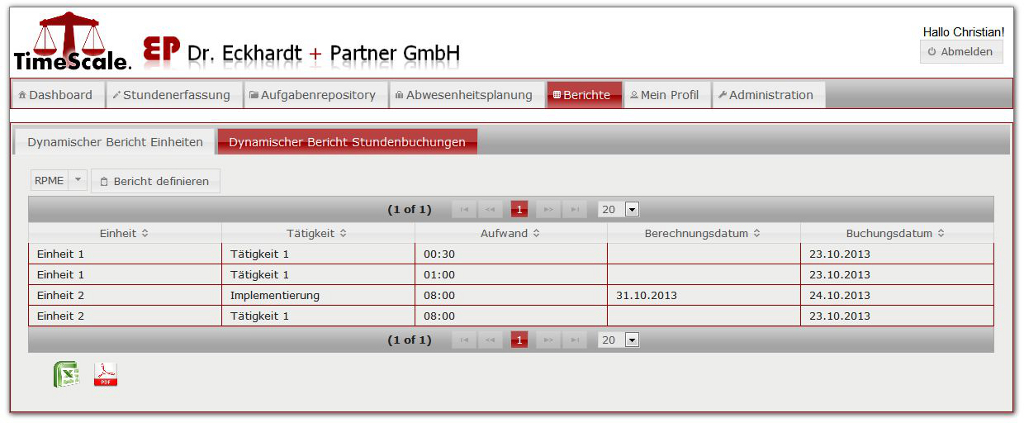 Hallo Christian!
TimeScale. EP Dr. Eckhardt + Partner GmbH
Abmelden
Dashboard Stundenerfassung Aufgabenrepository Abwesenheitsplanung Berichte Mein Profil Administration
Dynamischer Bericht Einheiten Dynamischer Bericht Stundenbuchungen
RPME Bericht definieren
(1 of 1) 1 20
Einheit Tätigkeit Aufwand Berechnungsdatum Buchungsdatum
Einheit 1 Tätigkeit 1 00:30 23.10.2013
Einheit 1 Tätigkeit 1 01:00 23.10.2013
Einheit 2 Implementierung 08:00 31.10.2013 24.10.2013
Einheit 2 Tätigkeit 1 08:00 23.10.2013
(1 of 1) 1 20
PDF